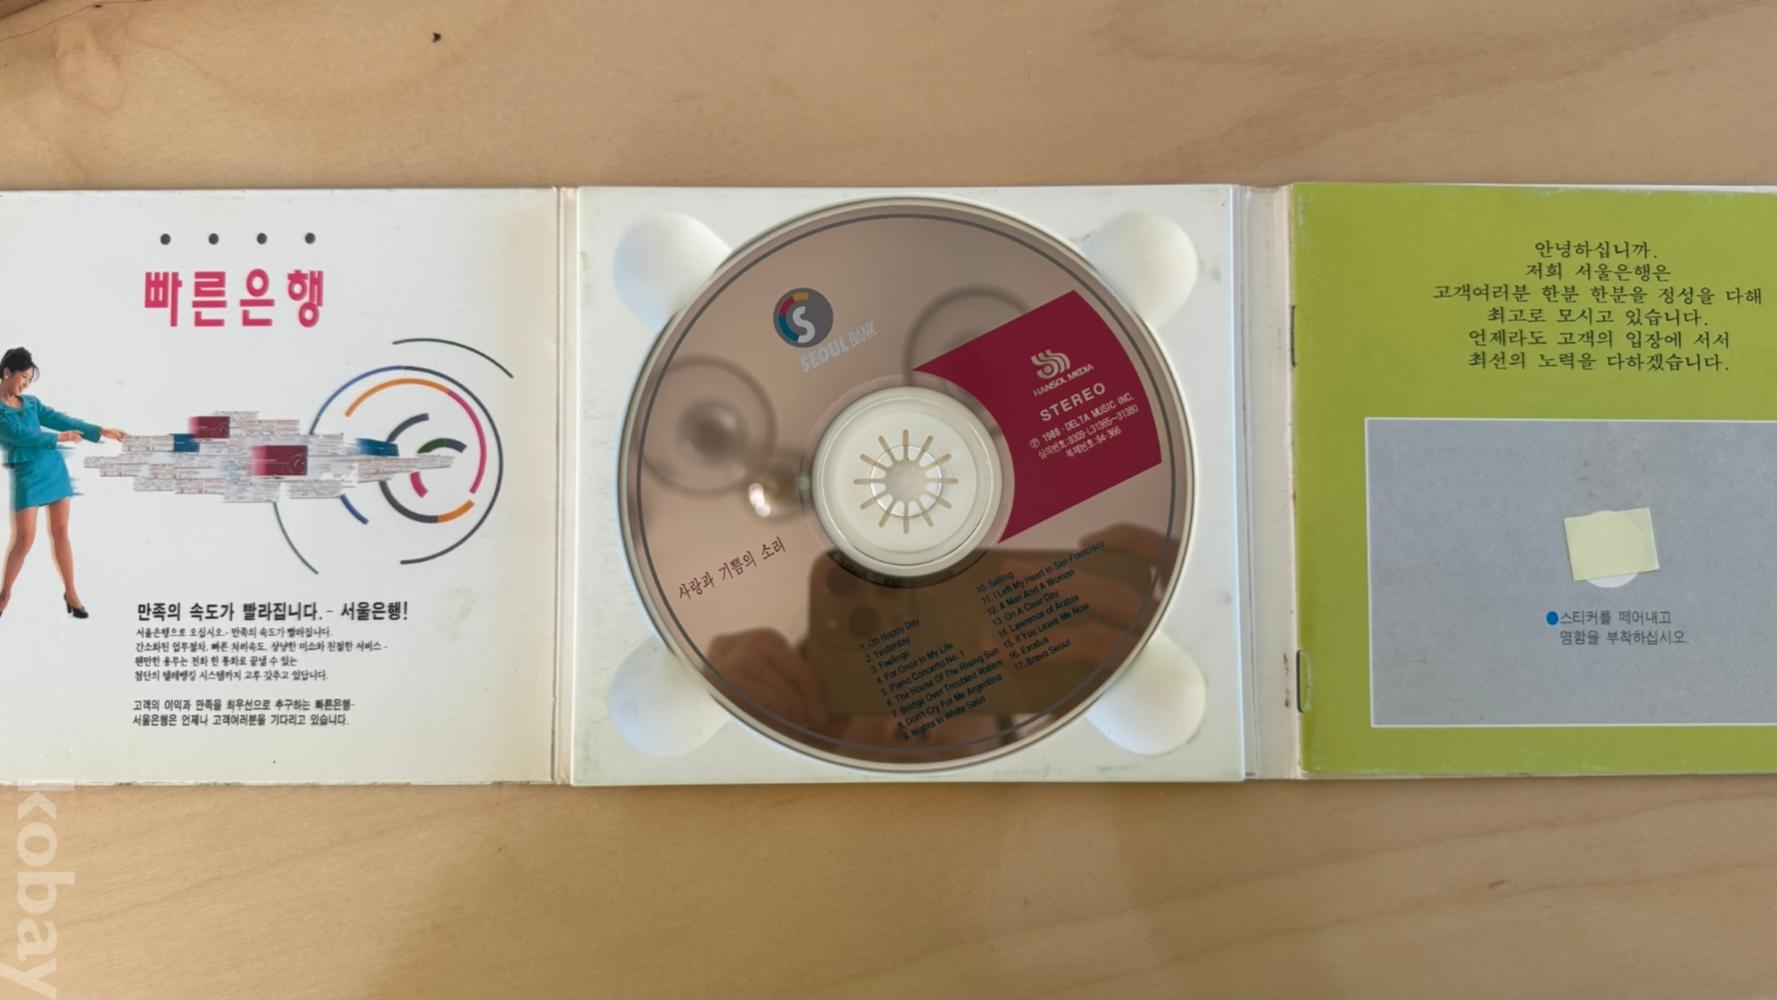 빠른은행
만족의 속도가 빨라집니다. - 서울은행!
서울은행으로 오십시오.- 만족의 속도가 빨라집니다.
간소화된 업무절차, 빠른 처리속도, 상냥한 미소와 친절한 서비스 -
웬만한 용무는 전화 한 통화로 끝낼 수 있는
첨단의 텔레뱅킹 시스템까지 고루 갖추고 있답니다.
고객의 이익과 만족을 최우선으로 추구하는 빠른은행-
서울은행은 언제나 고객여러분을 기다리고 있습니다.
S
SEOUL BANK
HANSOL MEDIA
STEREO
℗ 1988 · DELTA MUSIC INC.
심의번호:9309-L31365~31380
복제번호:94-366
사랑과 기쁨의 소리
1. Oh Happy Day
2. Yesterday
3. Feelings
4. For Once In My Life
5. Piano Concerto No. 1
6. The House Of The Rising Sun
7. Bridge Over Troubled Waters
8. Don't Cry For Me Argentina
9. Nights In White Satin
10. Sailing
11. I Left My Heart In San Francisco
12. A Man And A Woman
13. On A Clear Day
14. Lawrence of Arabia
15. If You Leave Me Now
16. Exodus
17. Bravo Seoul
안녕하십니까.
저희 서울은행은
고객여러분 한분 한분을 정성을 다해
최고로 모시고 있습니다.
언제라도 고객의 입장에 서서
최선의 노력을 다하겠습니다.
●스티커를 떼어내고
명함을 부착하십시오.
kobay